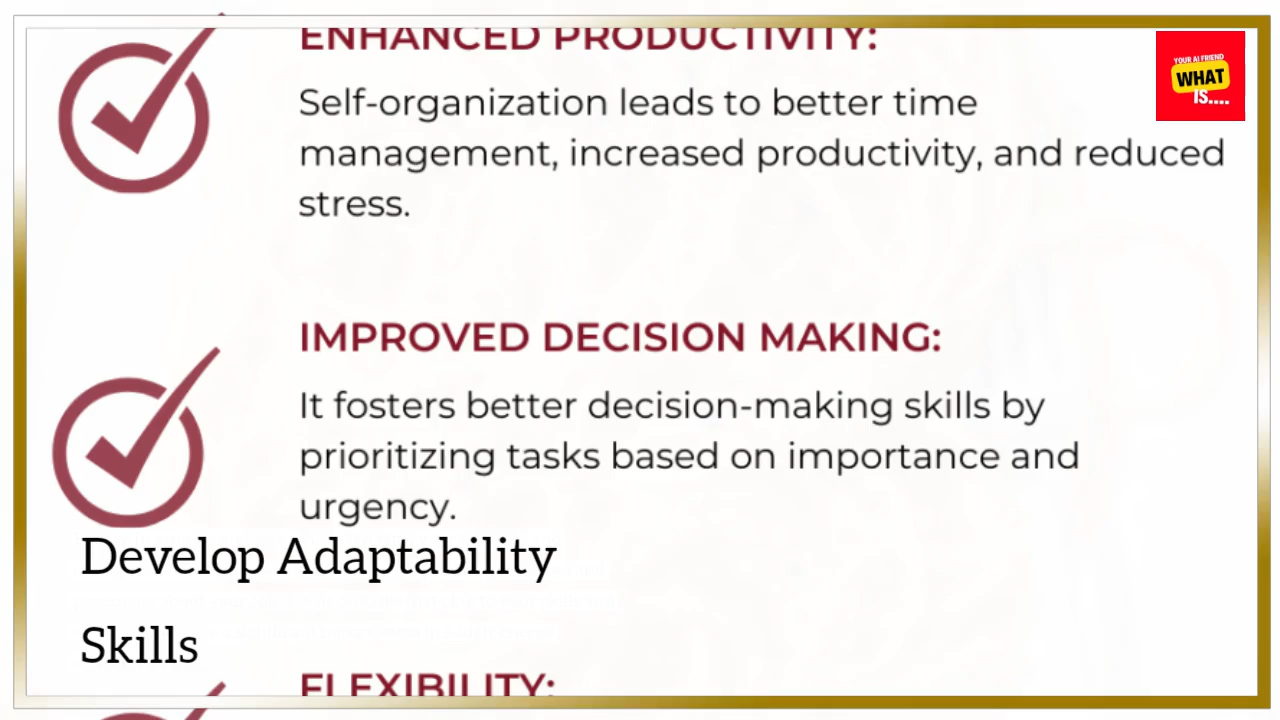 ENHANCED PRODUCTIVITY:
YOUR AI FRIEND
WHAT
IS....
Self-organization leads to better time
management, increased productivity, and reduced
stress.
IMPROVED DECISION MAKING:
It fosters better decision-making skills by
prioritizing tasks based on importance and
urgency.
Develop Adaptability
Skills
FLEXIBILITY: